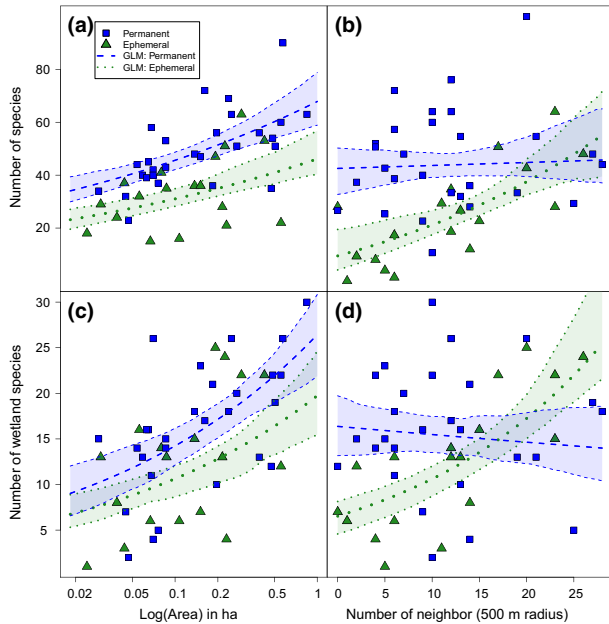 (a)
Permanent
Ephemeral
GLM: Permanent
GLM: Ephemeral
(b)
Number of species
80
60
40
20
(c)
(d)
Number of wetland species
30
25
20
15
10
5
0.02
0.05
0.1
0.2
0.5
1
0
5
10
15
20
25
Log(Area) in ha
Number of neighbor (500 m radius)